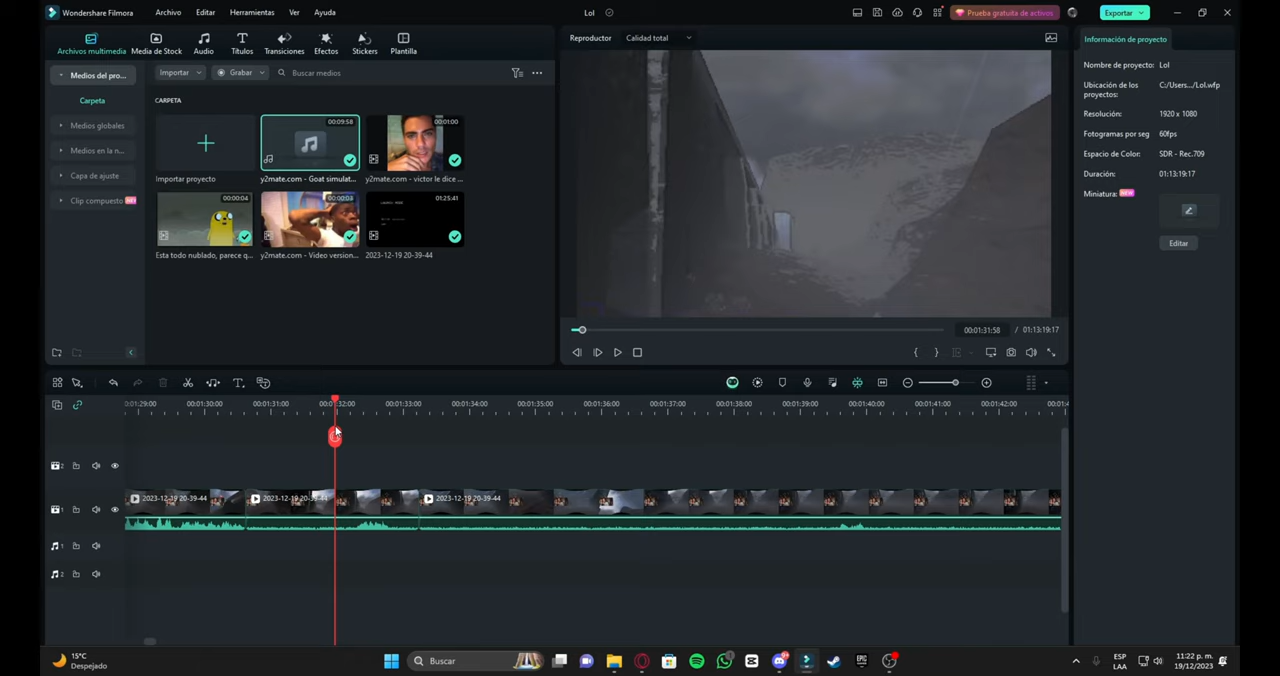 Wondershare Filmora
Archivo
Editar
Herramientas
Ver
Ayuda
Lol
Prueba gratuita de activos
Exportar
Archivos multimedia
Media de Stock
Audio
Títulos
Transiciones
Efectos
Stickers
Plantilla
Medios del pro...
Carpeta
Medios globales
Medios en la n...
Capa de ajuste
Clip compuesto
Importar
Grabar
Buscar medios
CARPETA
Importar proyecto
00:09:58
y2mate.com - Goat simulat...
00:01:00
y2mate.com - victor le dice ...
00:00:04
Esta todo nublado, parece q...
00:00:03
y2mate.com - Video version...
01:25:41
2023-12-19 20-39-44
Reproductor
Calidad total
00:01:31:58
/ 01:13:19:17
Información de proyecto
Nombre de proyecto:
Lol
Ubicación de los
proyectos:
C:/Users.../Lol.wfp
Resolución:
1920 x 1080
Fotogramas por seg
60fps
Espacio de Color:
SDR - Rec.709
Duración:
01:13:19:17
Miniatura:
NEW
Editar
0:01:29:00
00:01:30:00
00:01:31:00
00:01:32:00
00:01:33:00
00:01:34:00
00:01:35:00
00:01:36:00
00:01:37:00
00:01:38:00
00:01:39:00
00:01:40:00
00:01:41:00
00:01:42:00
00:01:4
2
2023-12-19 20-39-44
2023-12-19 20-39-44
2023-12-19 20-39-44
1
1
2
15°C
Despejado
Buscar
ESP
LAA
11:22 p. m.
19/12/2023